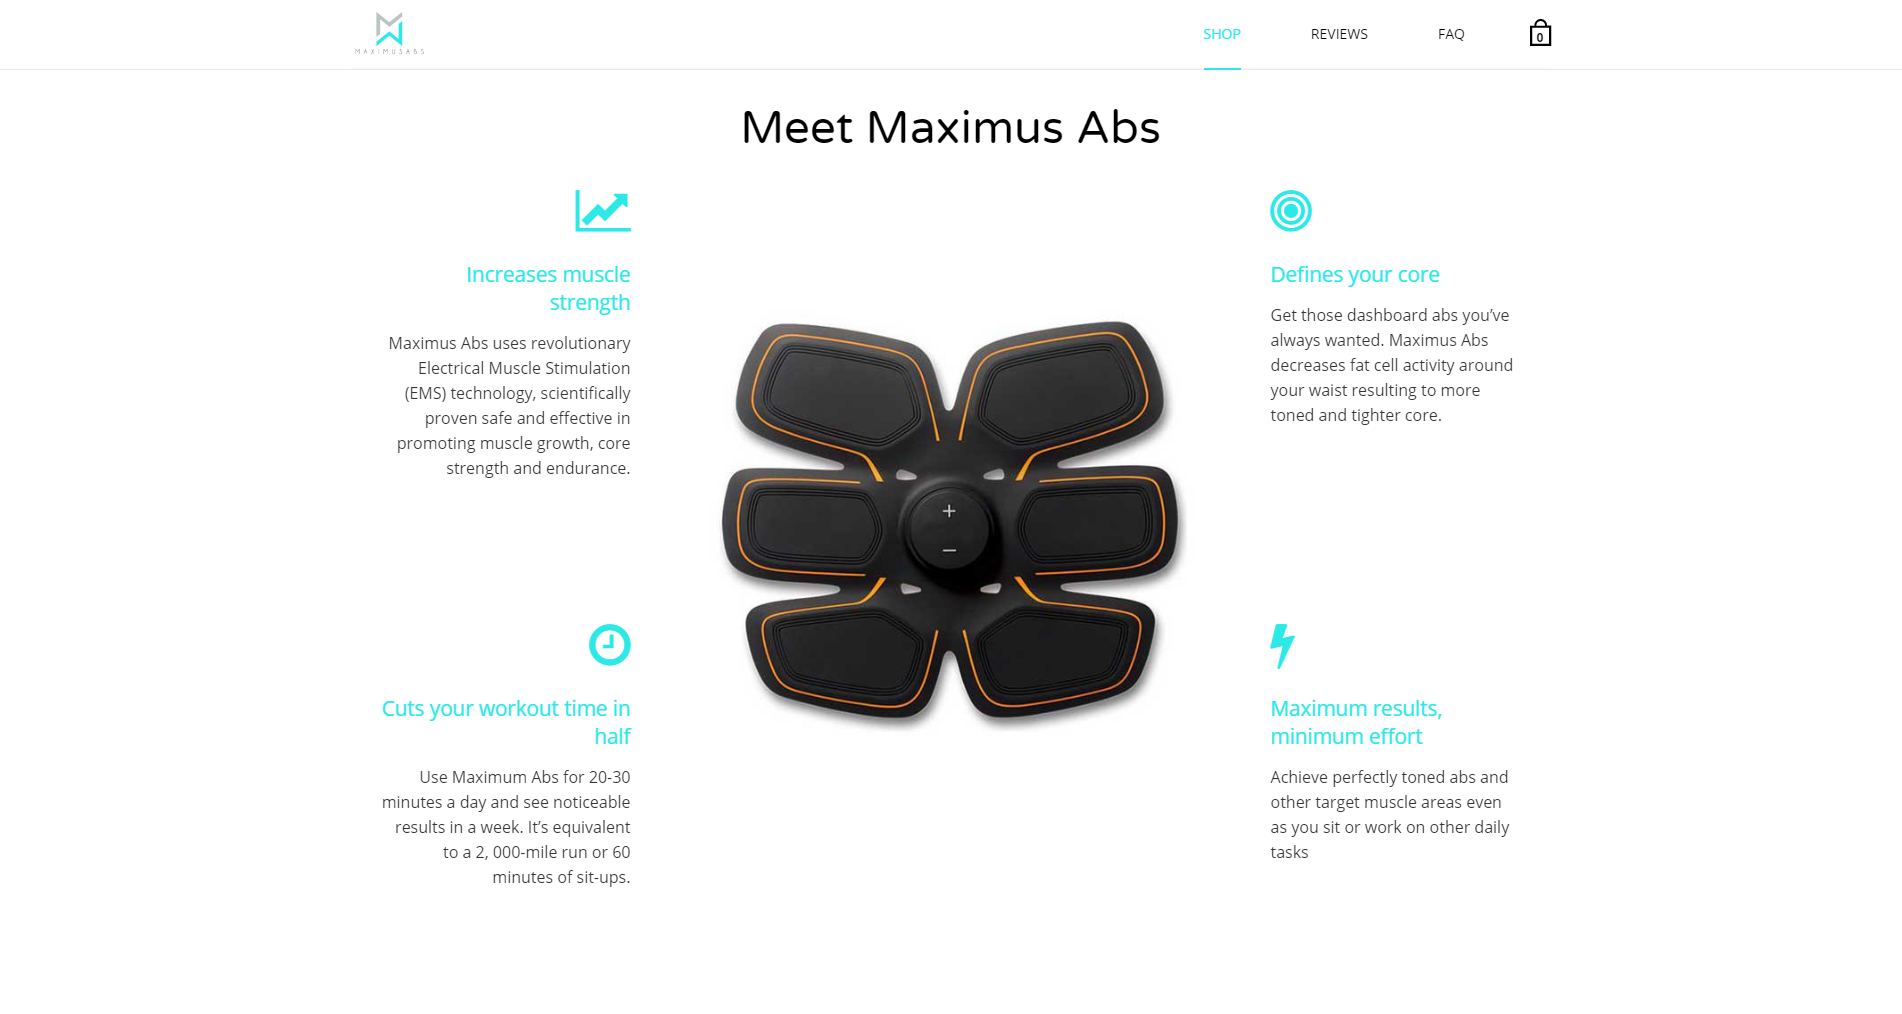 MAXIMUSABS
SHOP
REVIEWS
FAQ
0
Meet Maximus Abs
Increases muscle
strength
Maximus Abs uses revolutionary
Electrical Muscle Stimulation
(EMS) technology, scientifically
proven safe and effective in
promoting muscle growth, core
strength and endurance.
Defines your core
Get those dashboard abs you’ve
always wanted. Maximus Abs
decreases fat cell activity around
your waist resulting to more
toned and tighter core.
+
−
Cuts your workout time in
half
Use Maximum Abs for 20-30
minutes a day and see noticeable
results in a week. It’s equivalent
to a 2, 000-mile run or 60
minutes of sit-ups.
Maximum results,
minimum effort
Achieve perfectly toned abs and
other target muscle areas even
as you sit or work on other daily
tasks